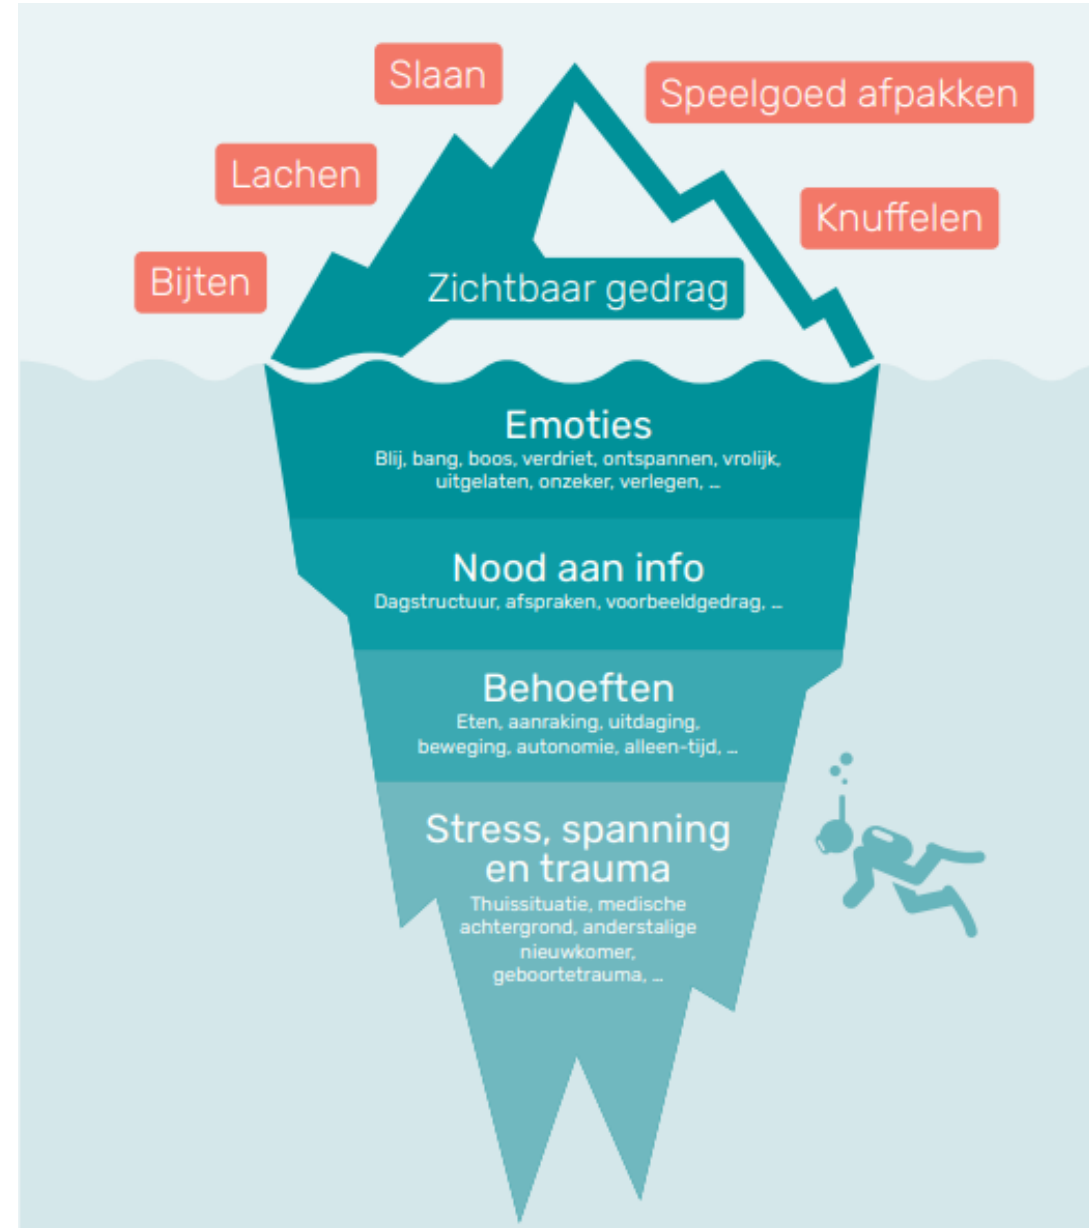 Slaan
Speelgoed afpakken
Lachen
Knuffelen
Bijten
Zichtbaar gedrag
Emoties
Blij, bang, boos, verdriet, ontspannen, vrolijk,
uitgelaten, onzeker, verlegen, ...
Nood aan info
Dagstructuur, afspraken, voorbeeldgedrag, ...
Behoeften
Eten, aanraking, uitdaging,
beweging, autonomie, alleen-tijd, ...
Stress, spanning
en trauma
Thuissituatie, medische
achtergrond, anderstalige
nieuwkomer,
geboortetrauma, ...